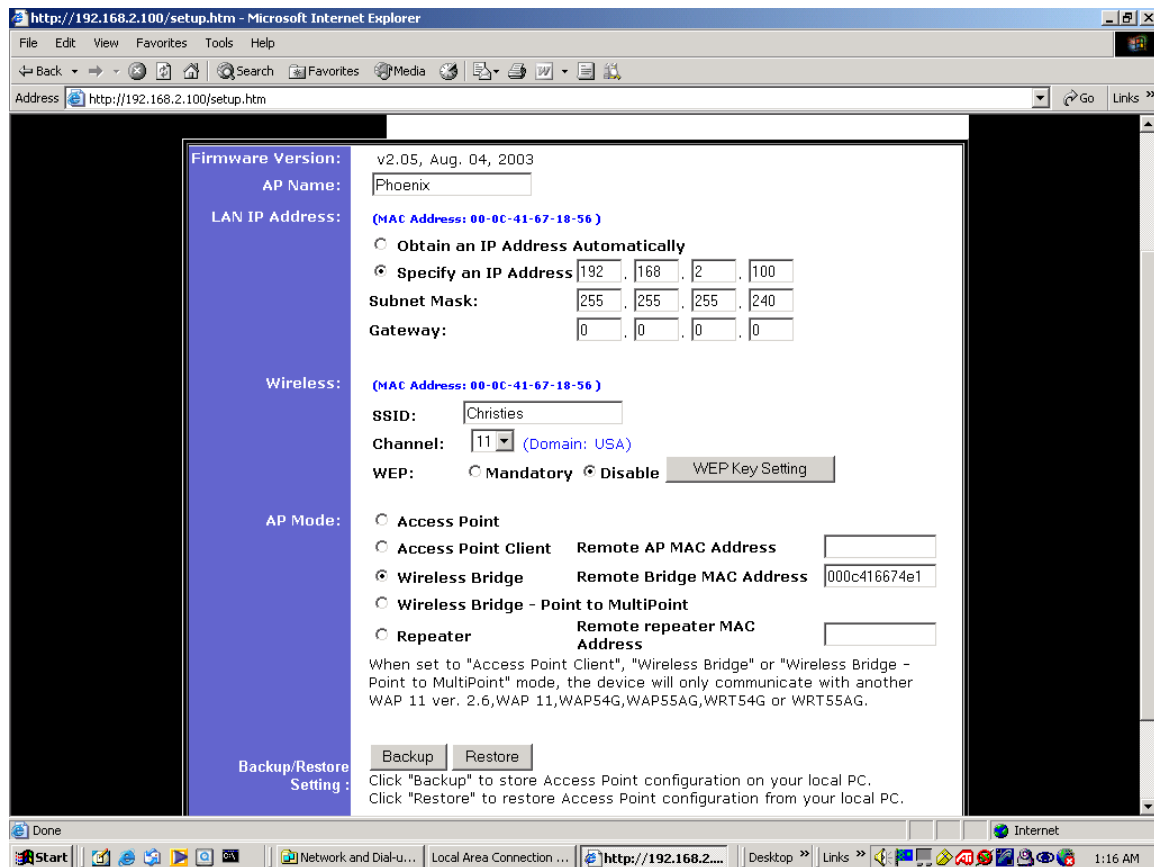 http://192.168.2.100/setup.htm - Microsoft Internet Explorer
File Edit View Favorites Tools Help
Back Search Favorites Media
Address http://192.168.2.100/setup.htm Go Links »
Firmware Version: v2.05, Aug. 04, 2003
AP Name: Phoenix
LAN IP Address: (MAC Address: 00-0C-41-67-18-56 )
Obtain an IP Address Automatically
Specify an IP Address 192 . 168 . 2 . 100
Subnet Mask: 255 . 255 . 255 . 240
Gateway: 0 . 0 . 0 . 0
Wireless: (MAC Address: 00-0C-41-67-18-56 )
SSID: Christies
Channel: 11 (Domain: USA)
WEP: Mandatory Disable WEP Key Setting
AP Mode: Access Point
Access Point Client Remote AP MAC Address
Wireless Bridge Remote Bridge MAC Address 000c416674e1
Wireless Bridge - Point to MultiPoint
Repeater Remote repeater MAC Address
When set to "Access Point Client", "Wireless Bridge" or "Wireless Bridge -
Point to MultiPoint" mode, the device will only communicate with another
WAP 11 ver. 2.6,WAP 11,WAP54G,WAP55AG,WRT54G or WRT55AG.
Backup/Restore Setting : Backup Restore
Click "Backup" to store Access Point configuration on your local PC.
Click "Restore" to restore Access Point configuration from your local PC.
Done Internet
Start Network and Dial-u... Local Area Connection ... http://192.168.2.... Desktop » Links » 1:16 AM